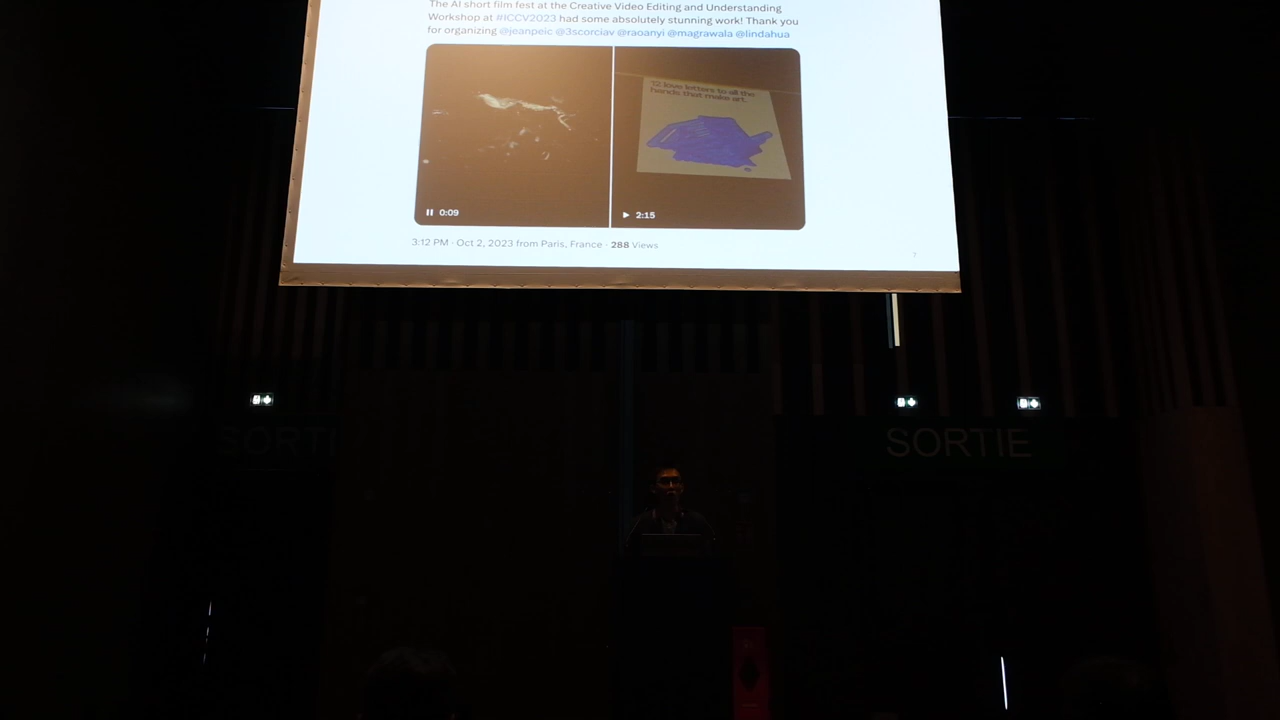 The AI short film fest at the Creative Video Editing and Understanding
Workshop at #ICCV2023 had some absolutely stunning work! Thank you
for organizing @jeanpeic @3scorciav @raoanyi @magrawala @lindahua
12 love letters to all the
hands that make art.
0:09
2:15
3:12 PM · Oct 2, 2023 from Paris, France · 288 Views
7
SORTI
SORTIE